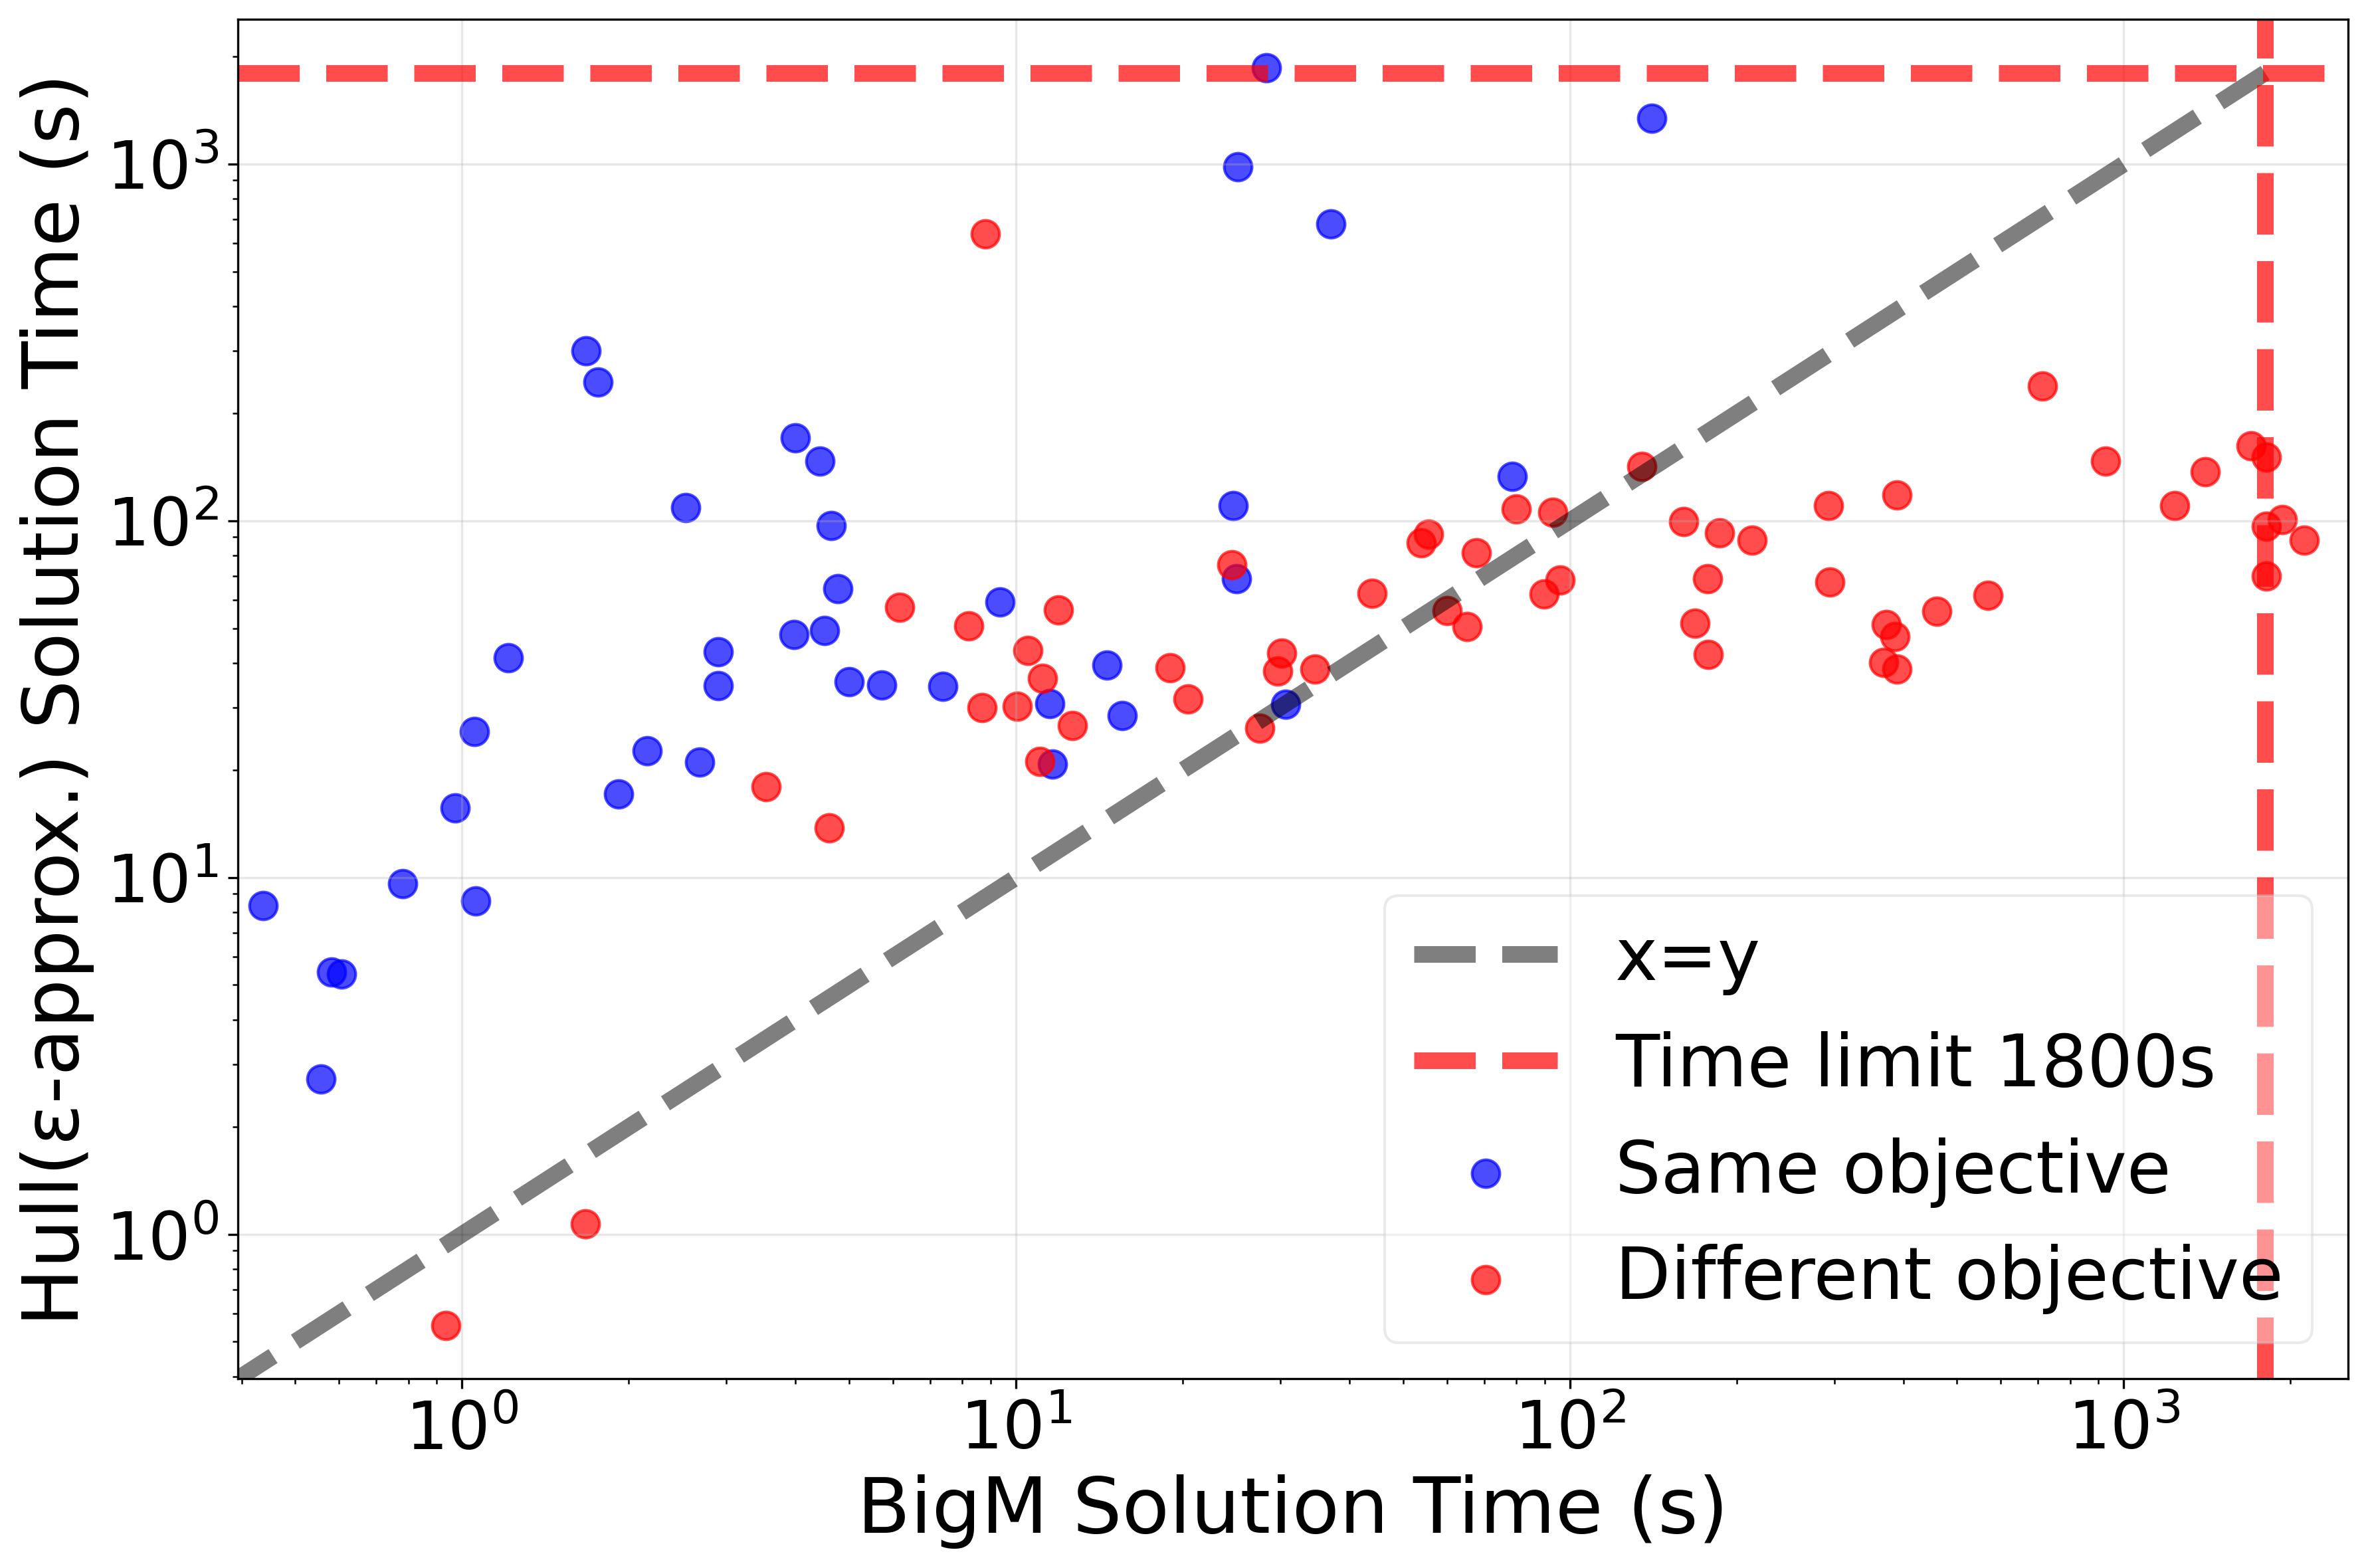 Hull(ε-approx.) Solution Time (s)
10³
10²
10¹
10⁰
x=y
Time limit 1800s
Same objective
Different objective
10⁰ 10¹ 10² 10³
BigM Solution Time (s)